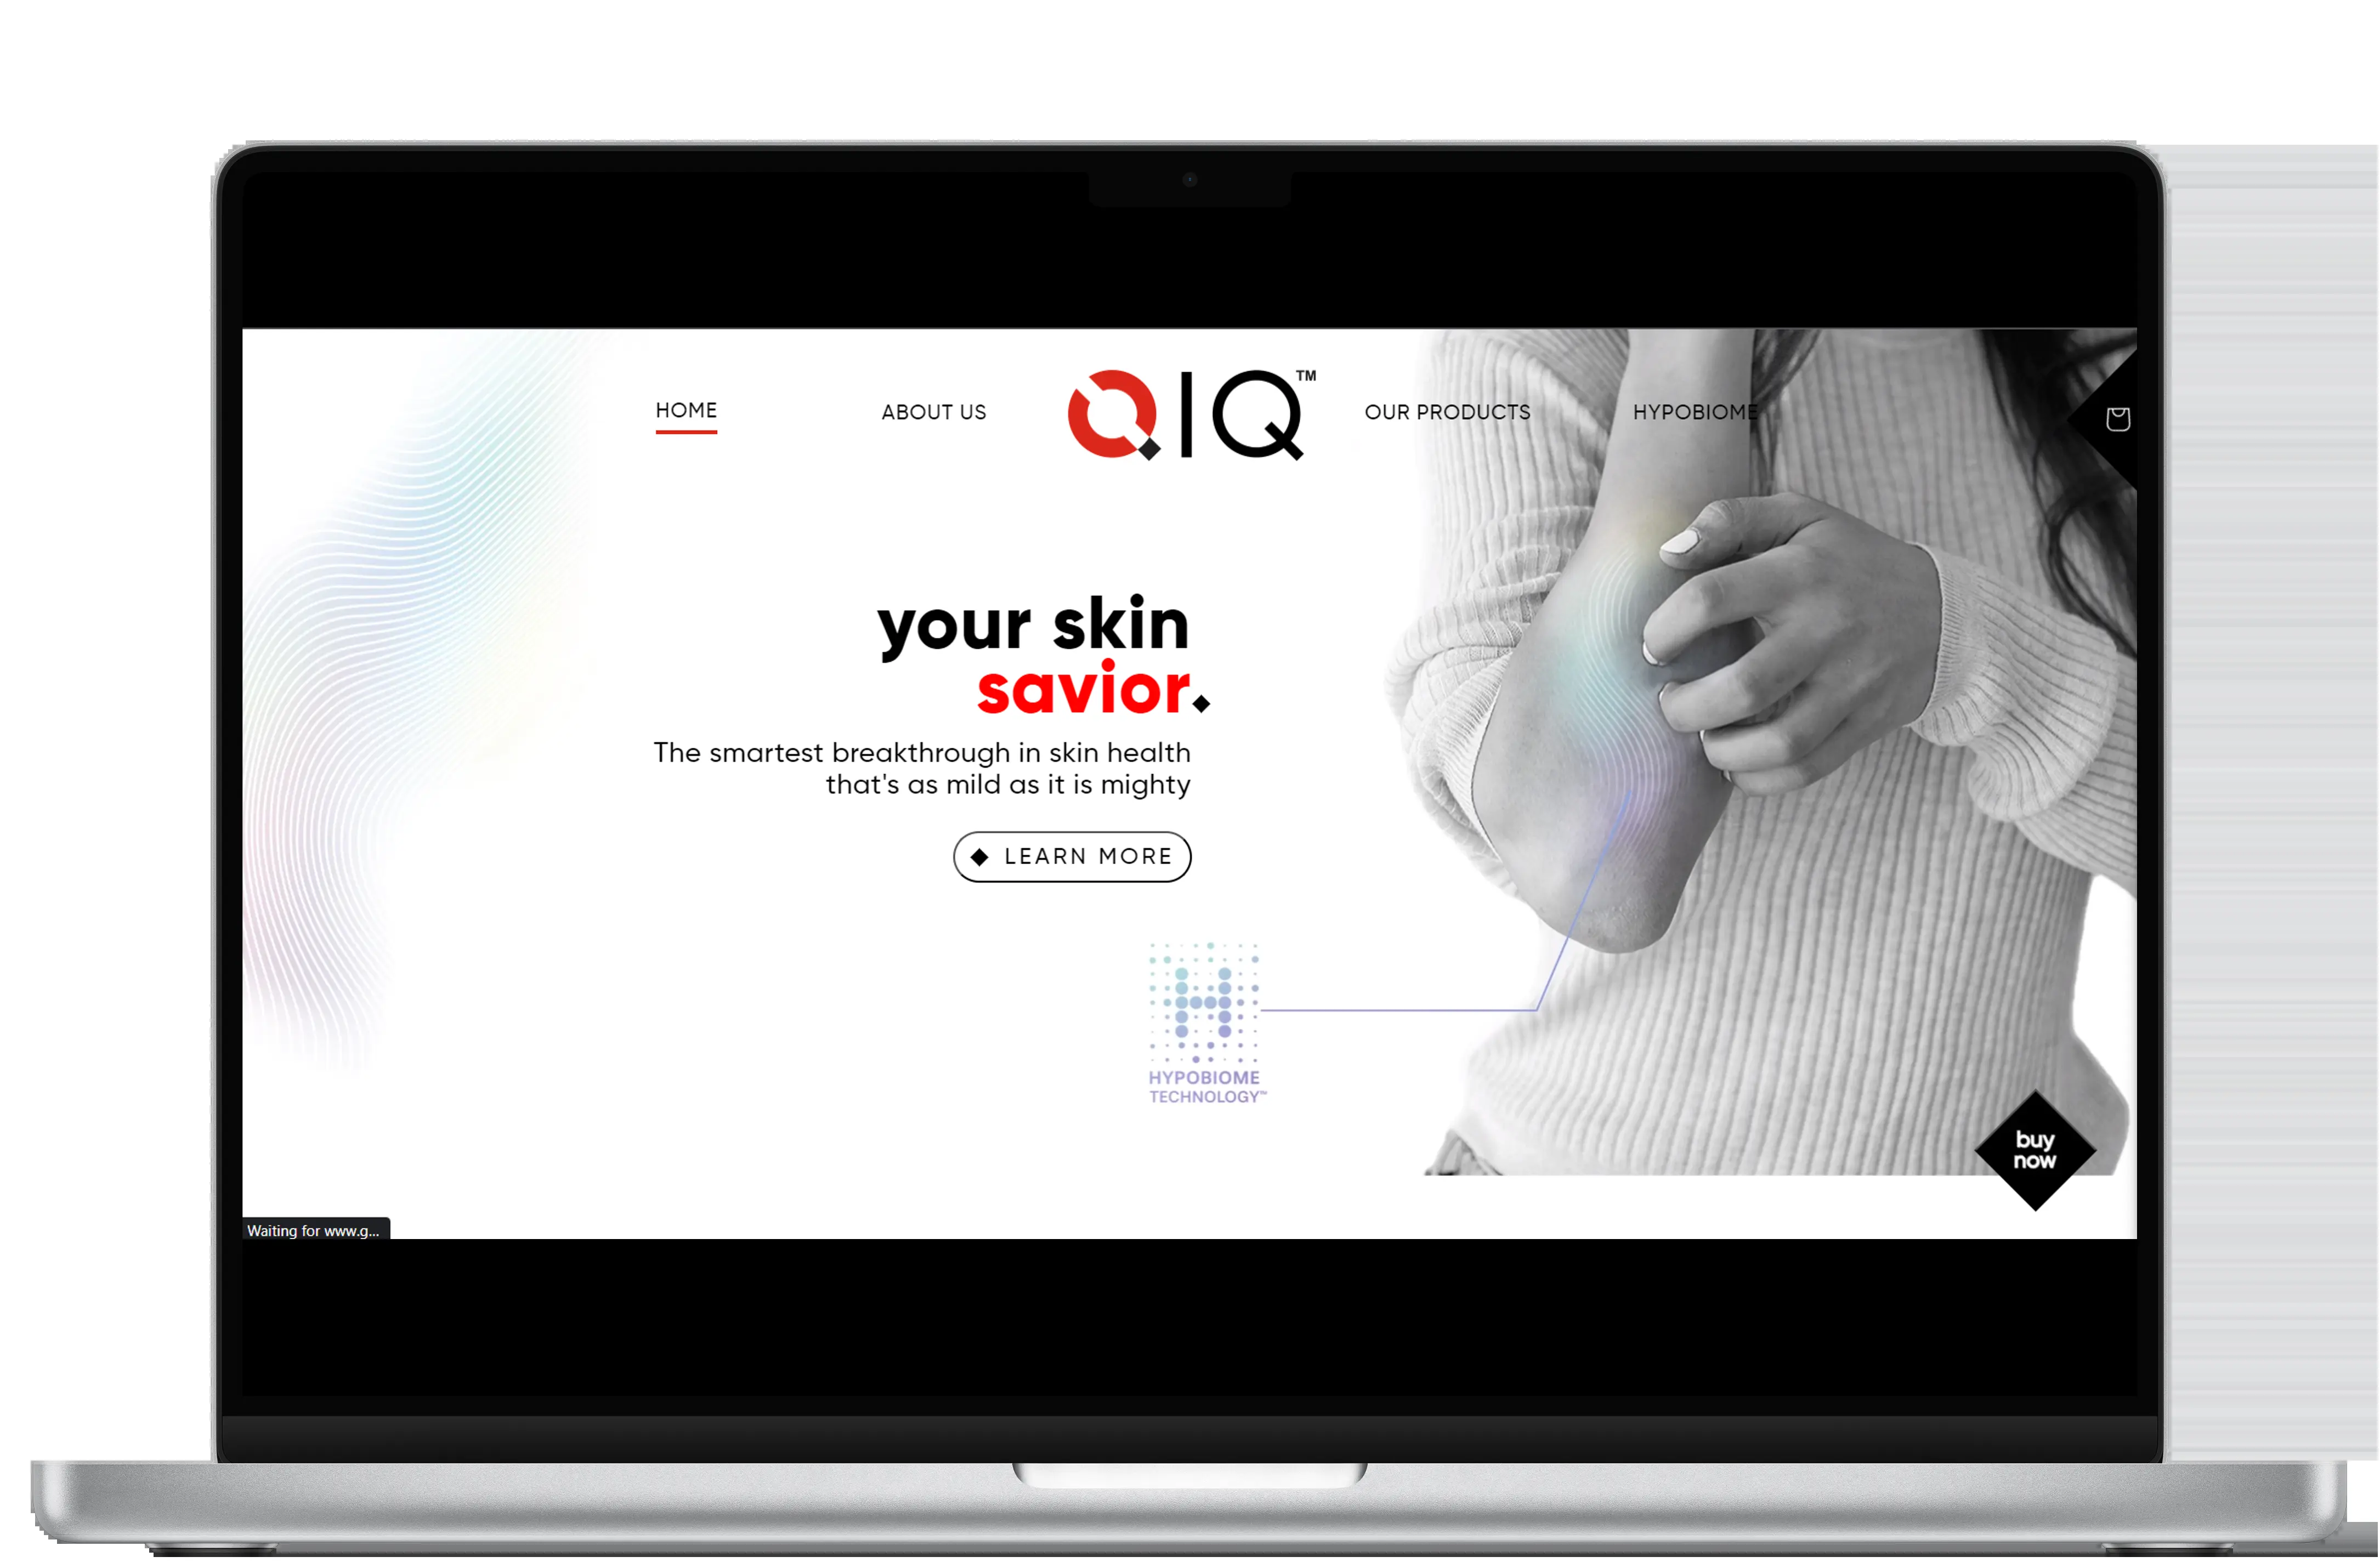 HOME
ABOUT US
QIQ™
OUR PRODUCTS
HYPOBIOME
your skin
savior.
The smartest breakthrough in skin health
that's as mild as it is mighty
LEARN MORE
H
HYPOBIOME
TECHNOLOGY™
buy
now
Waiting for www.g...